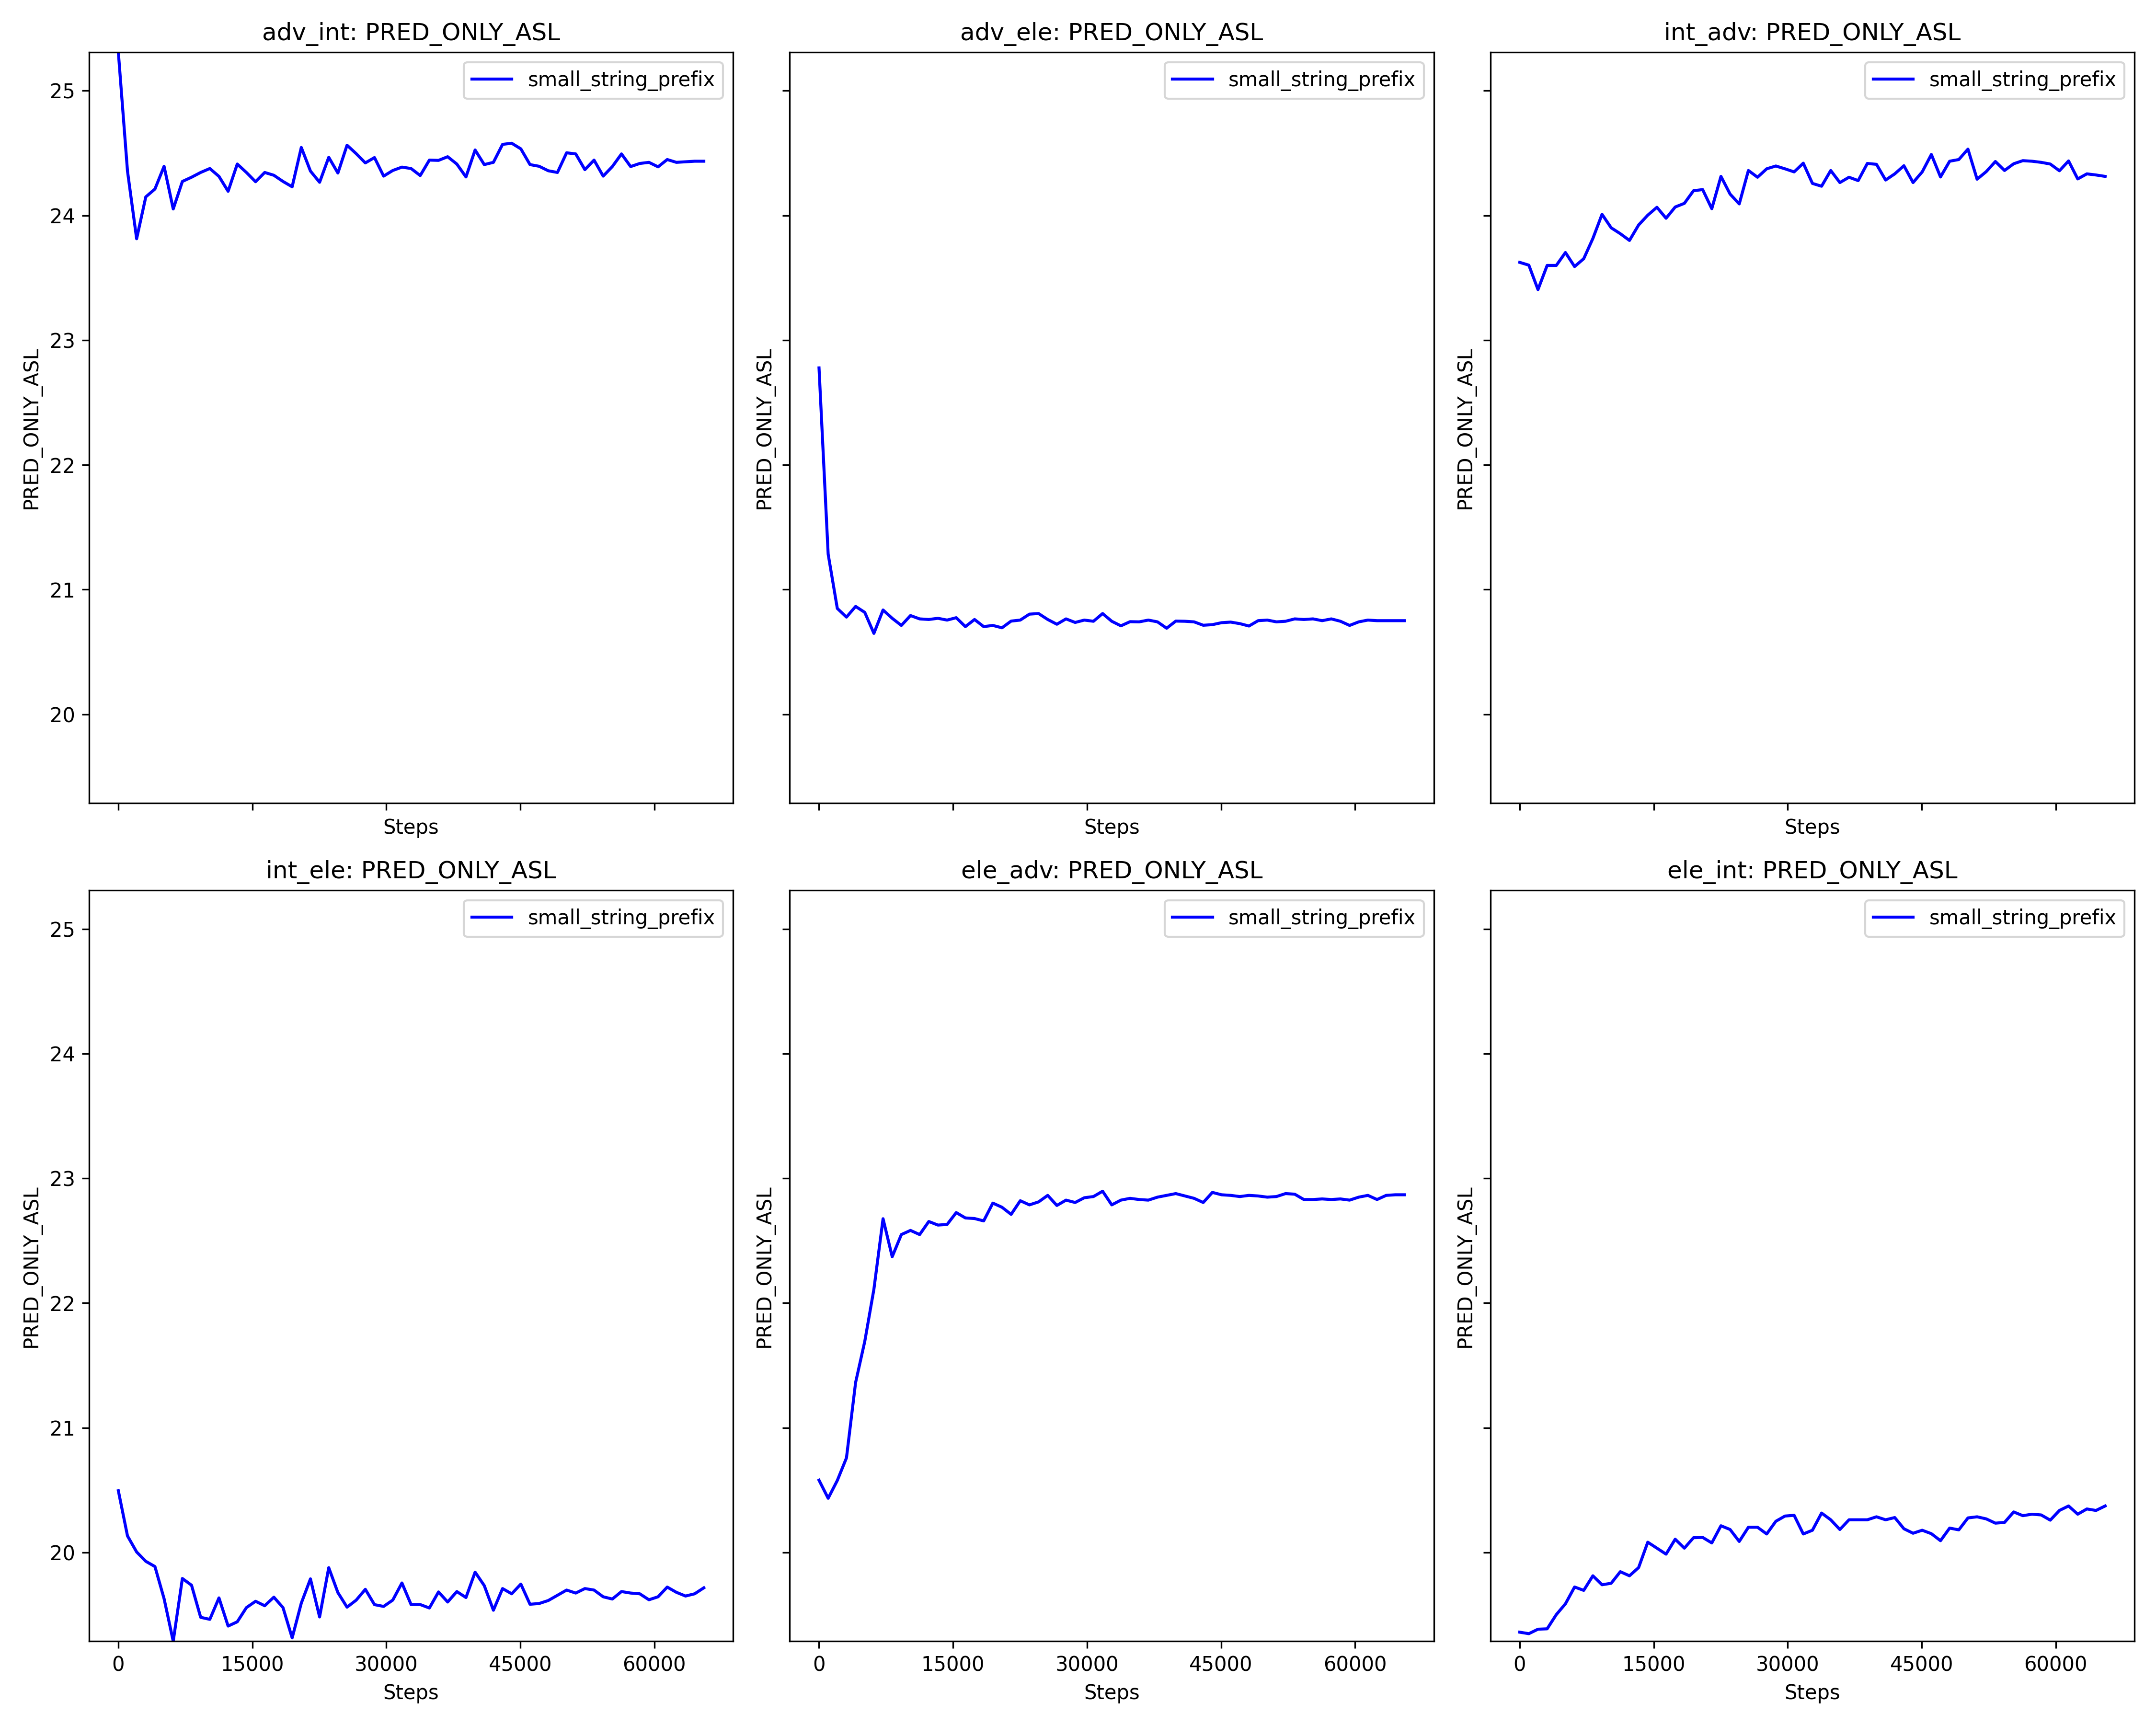 adv_int: PRED_ONLY_ASL
adv_ele: PRED_ONLY_ASL
int_adv: PRED_ONLY_ASL
small_string_prefix
small_string_prefix
small_string_prefix
25
24
23
22
21
20
PRED_ONLY_ASL
PRED_ONLY_ASL
PRED_ONLY_ASL
Steps
Steps
Steps
int_ele: PRED_ONLY_ASL
ele_adv: PRED_ONLY_ASL
ele_int: PRED_ONLY_ASL
small_string_prefix
small_string_prefix
small_string_prefix
25
24
23
22
21
20
PRED_ONLY_ASL
PRED_ONLY_ASL
PRED_ONLY_ASL
0 15000 30000 45000 60000
0 15000 30000 45000 60000
0 15000 30000 45000 60000
Steps
Steps
Steps